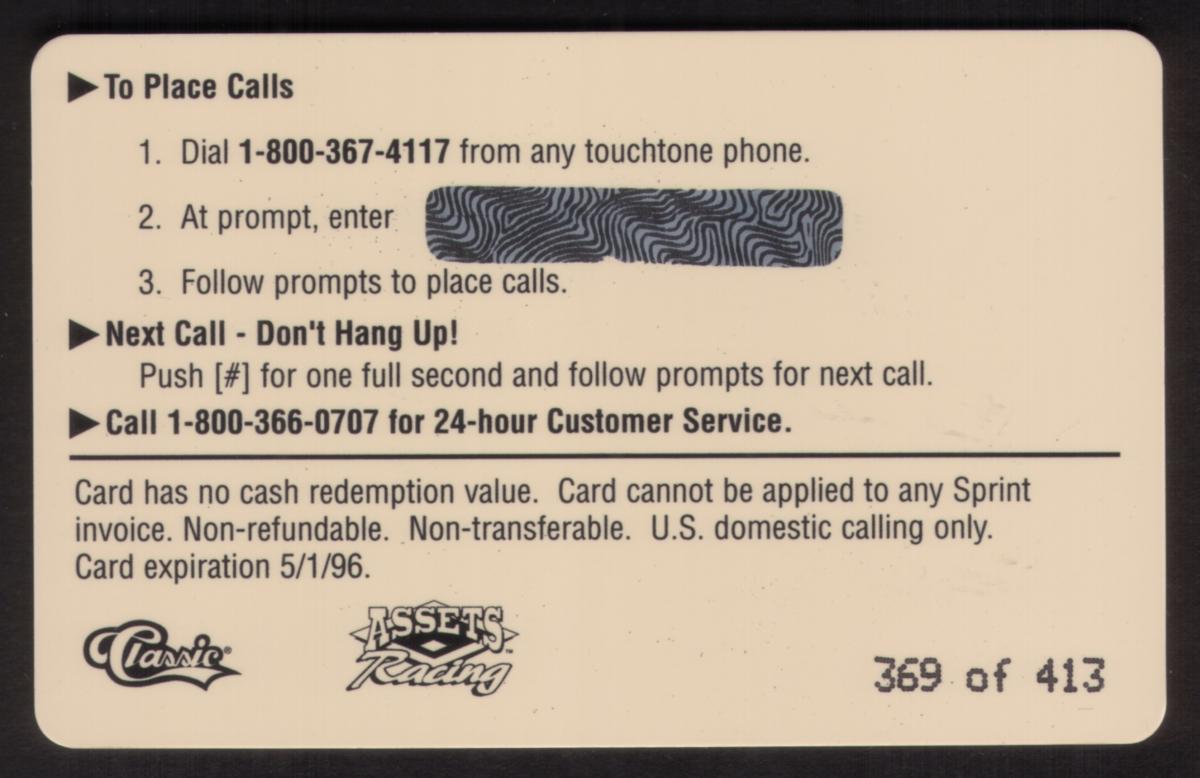 ▶To Place Calls
1. Dial 1-800-367-4117 from any touchtone phone.
2. At prompt, enter
3. Follow prompts to place calls.
▶Next Call - Don't Hang Up!
Push [#] for one full second and follow prompts for next call.
▶Call 1-800-366-0707 for 24-hour Customer Service.
Card has no cash redemption value. Card cannot be applied to any Sprint
invoice. Non-refundable. Non-transferable. U.S. domestic calling only.
Card expiration 5/1/96.
Classic®
ASSETS™
Racing
369 of 413